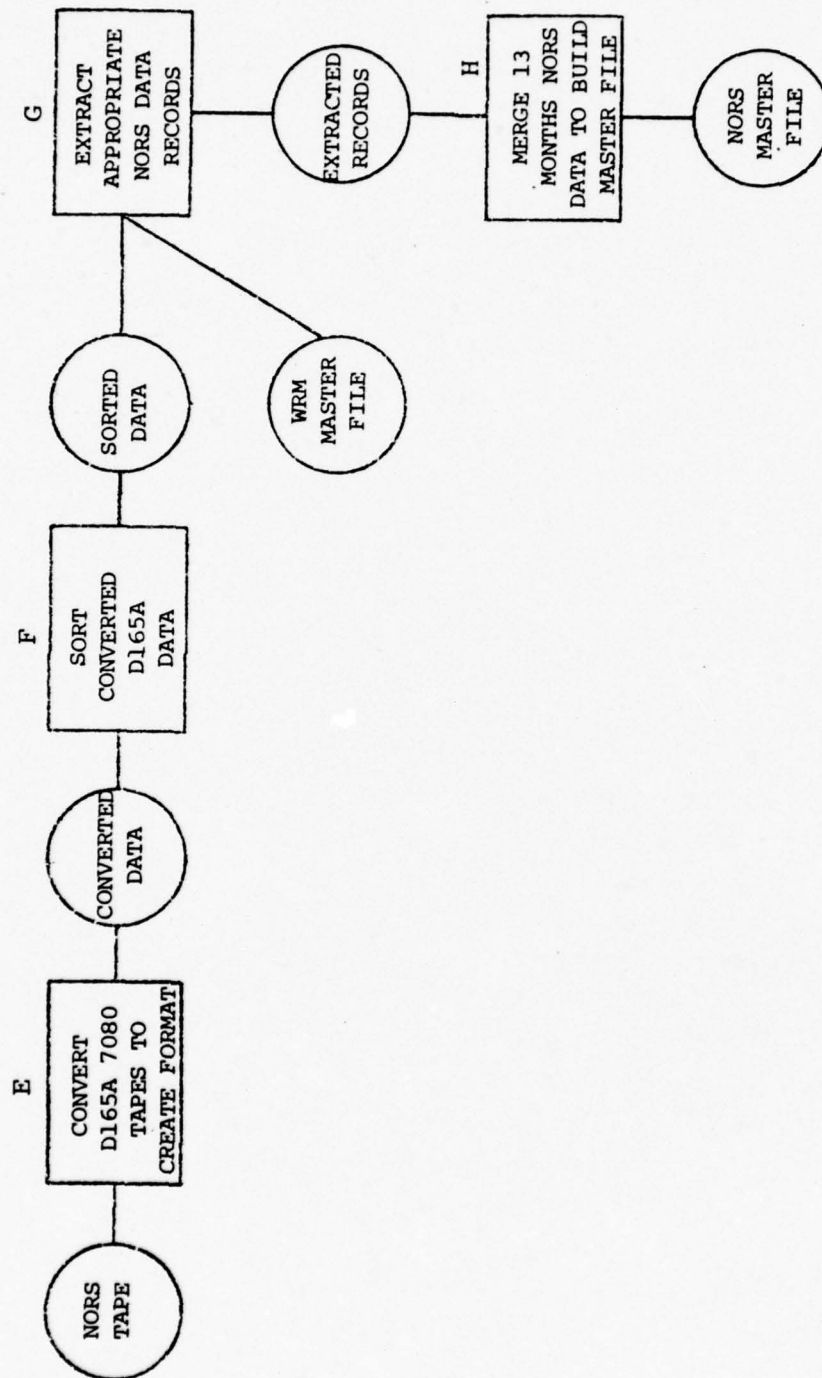 NORS
TAPE
E
CONVERT
D165A 7080
TAPES TO
CREATE FORMAT
CONVERTED
DATA
F
SORT
CONVERTED
D165A
DATA
SORTED
DATA
WRM
MASTER
FILE
G
EXTRACT
APPROPRIATE
NORS DATA
RECORDS
EXTRACTED
RECORDS
H
MERGE 13
MONTHS NORS
DATA TO BUILD
MASTER FILE
NORS
MASTER
FILE